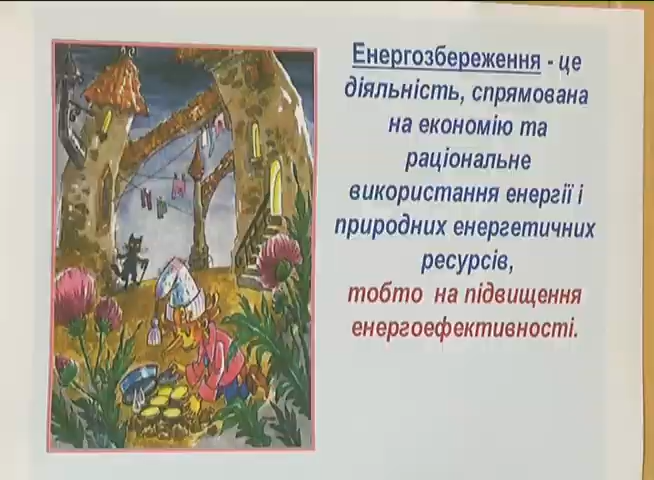 Енергозбереження - це
діяльність, спрямована
на економію та
раціональне
використання енергії і
природних енергетичних
ресурсів,
тобто на підвищення
енергоефективності.